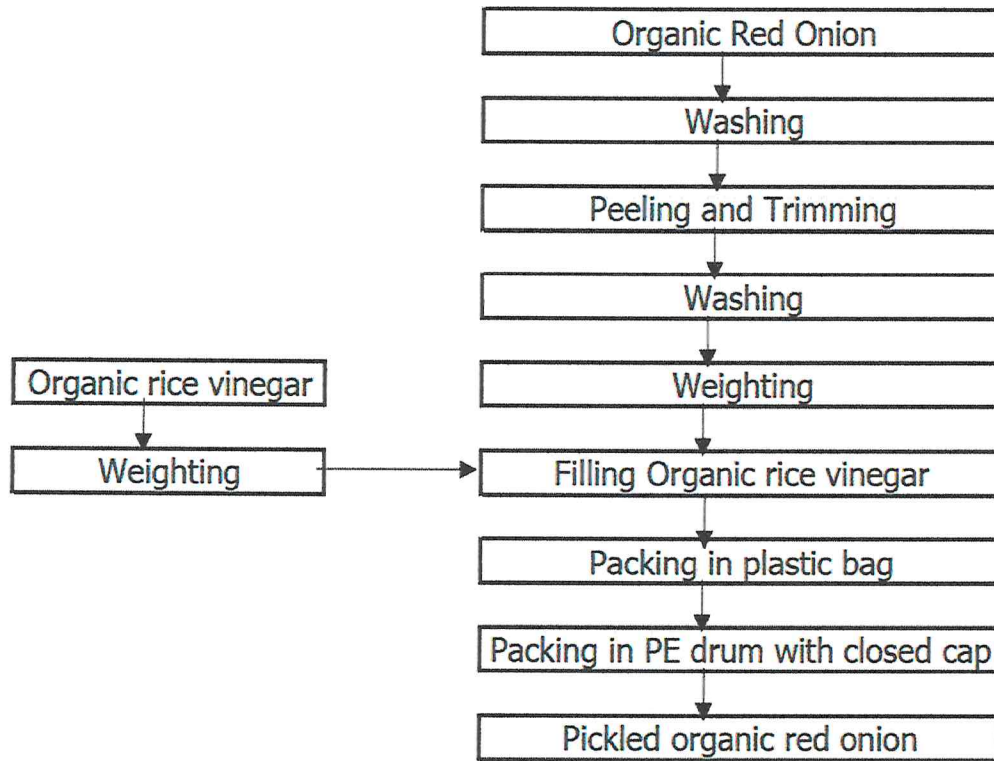 Organic Red Onion
Washing
Peeling and Trimming
Washing
Weighting
Organic rice vinegar
Weighting
Filling Organic rice vinegar
Packing in plastic bag
Packing in PE drum with closed cap
Pickled organic red onion